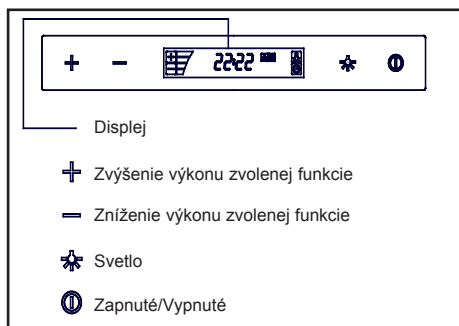 22:22
Displej
Zvýšenie výkonu zvolenej funkcie
Zníženie výkonu zvolenej funkcie
Svetlo
Zapnuté/Vypnuté